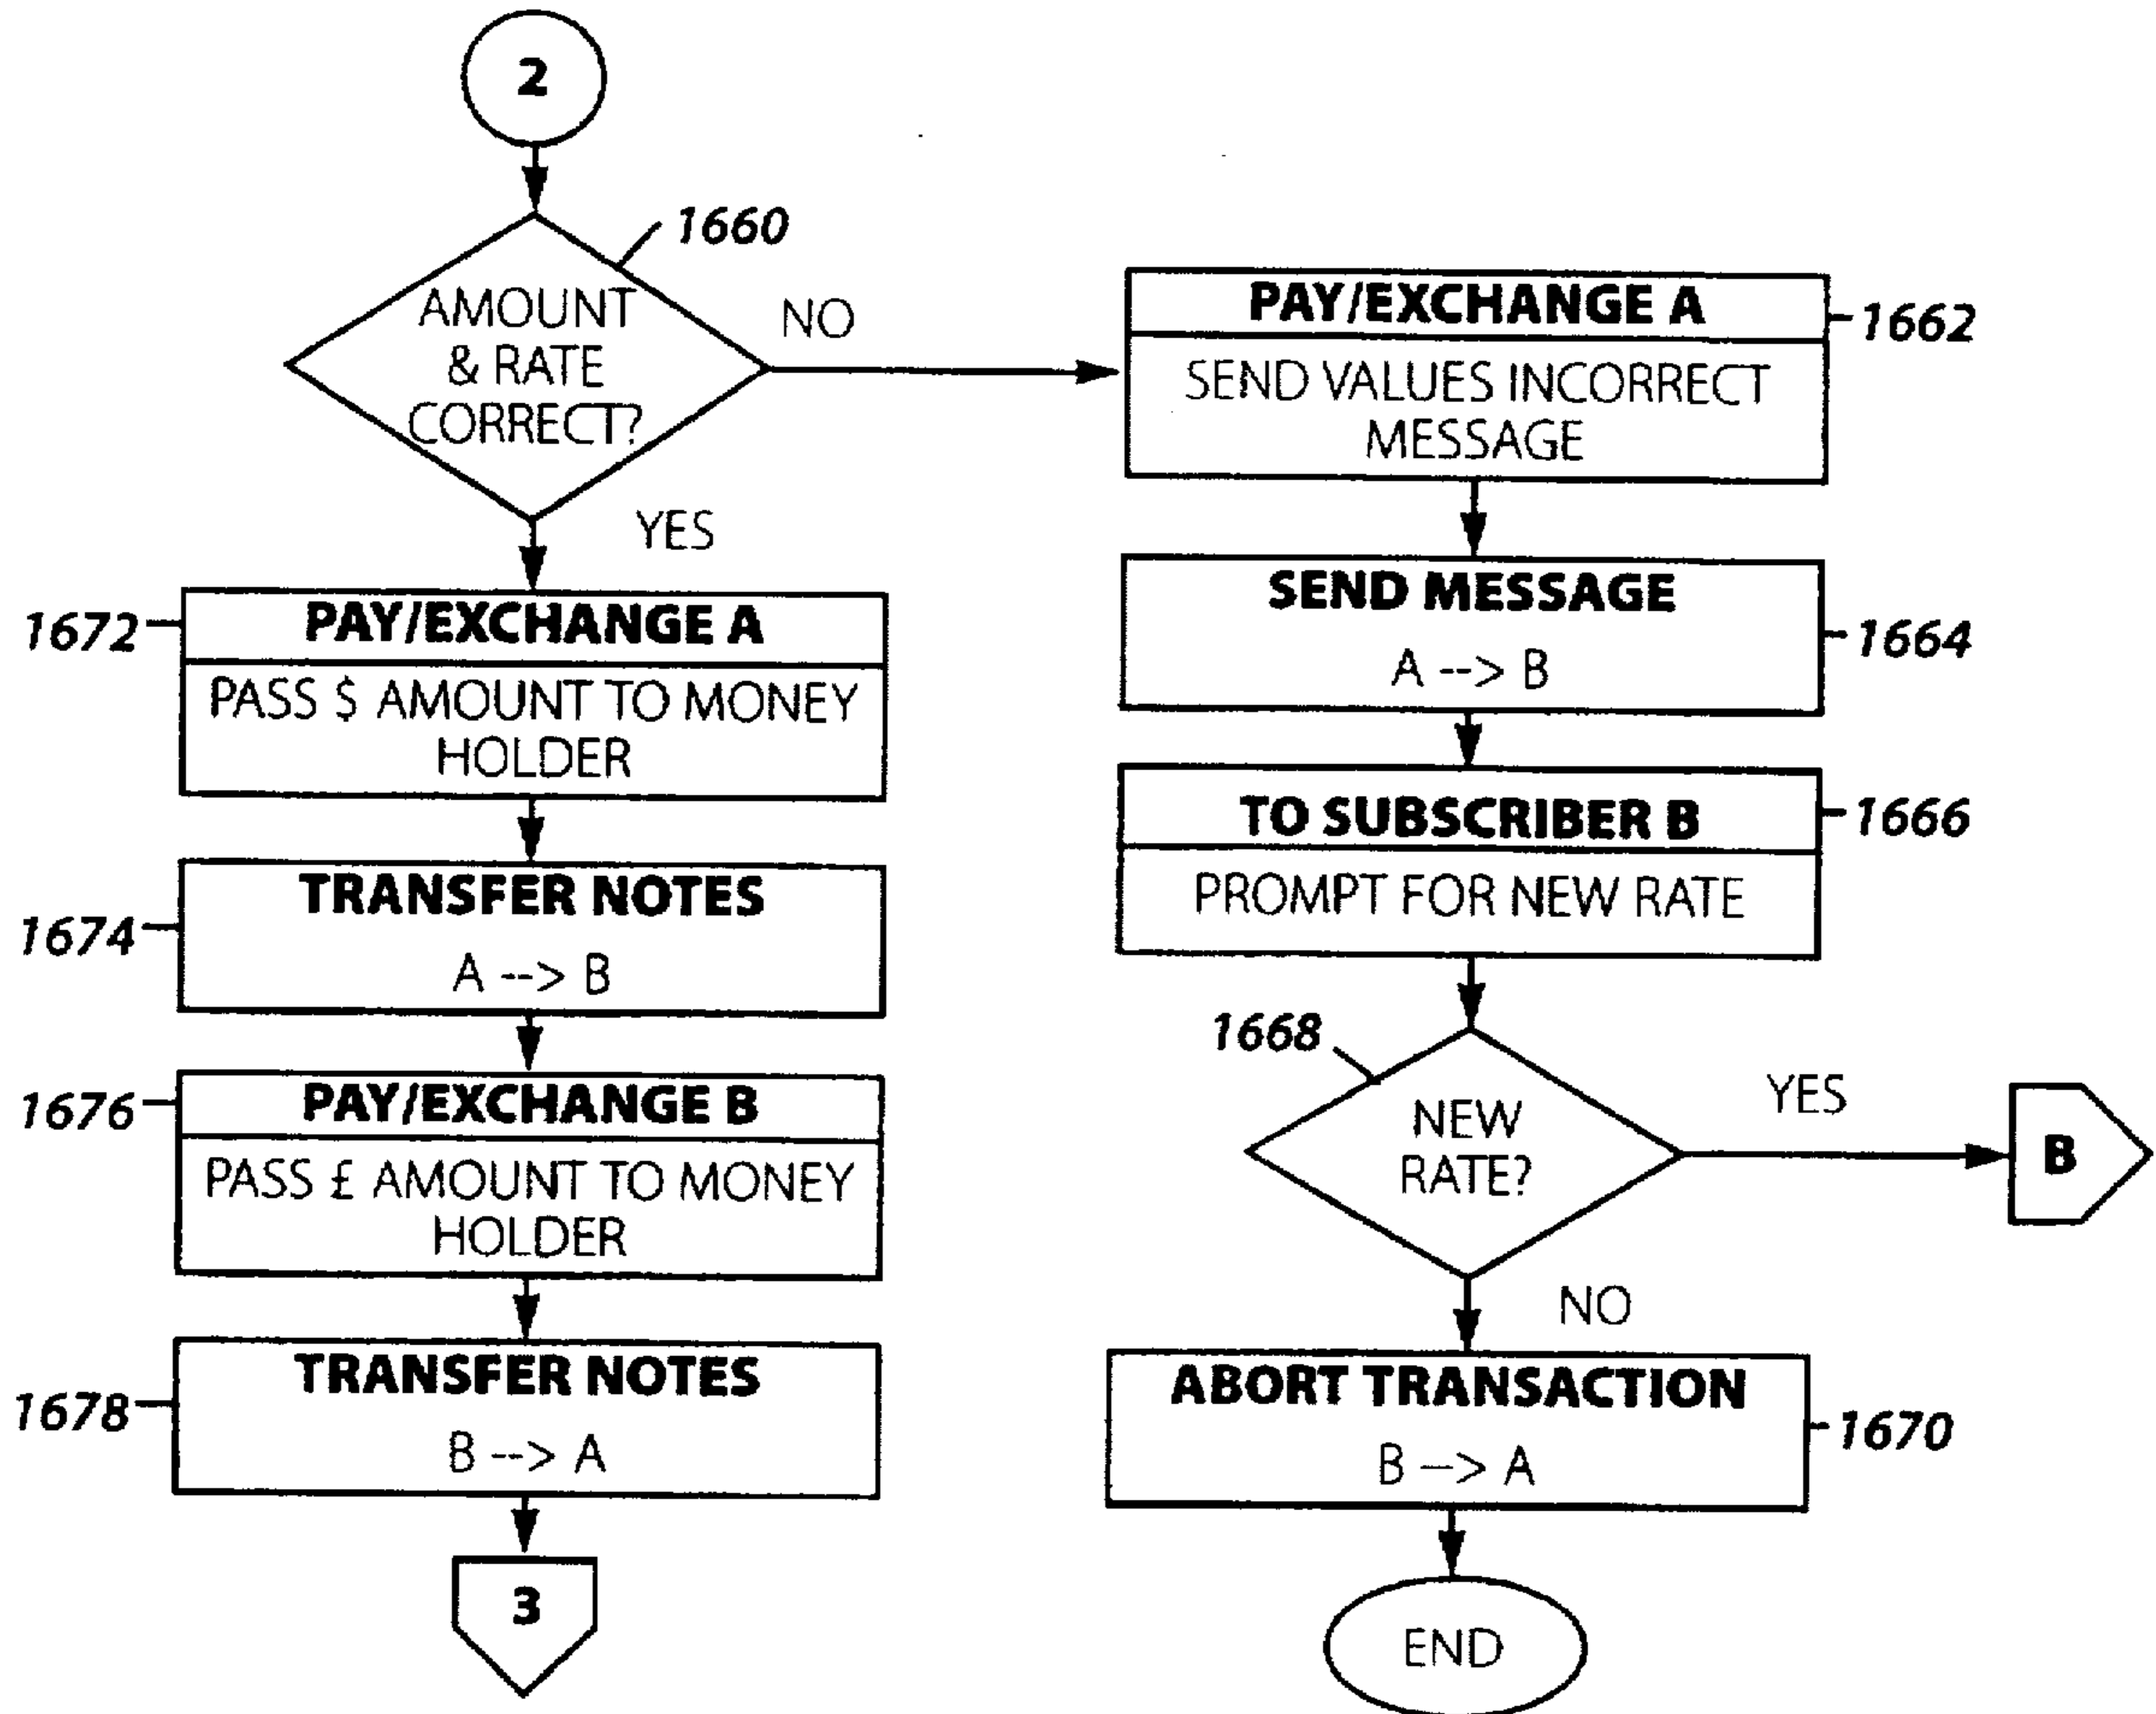 2
1660
AMOUNT
& RATE
CORRECT?
NO
YES
1672
PAY/EXCHANGE A
PASS $ AMOUNT TO MONEY
HOLDER
1674
TRANSFER NOTES
A --> B
1676
PAY/EXCHANGE B
PASS £ AMOUNT TO MONEY
HOLDER
1678
TRANSFER NOTES
B --> A
3
PAY/EXCHANGE A
1662
SEND VALUES INCORRECT
MESSAGE
SEND MESSAGE
1664
A --> B
TO SUBSCRIBER B
1666
PROMPT FOR NEW RATE
1668
NEW
RATE?
YES
B
NO
ABORT TRANSACTION
1670
B --> A
END